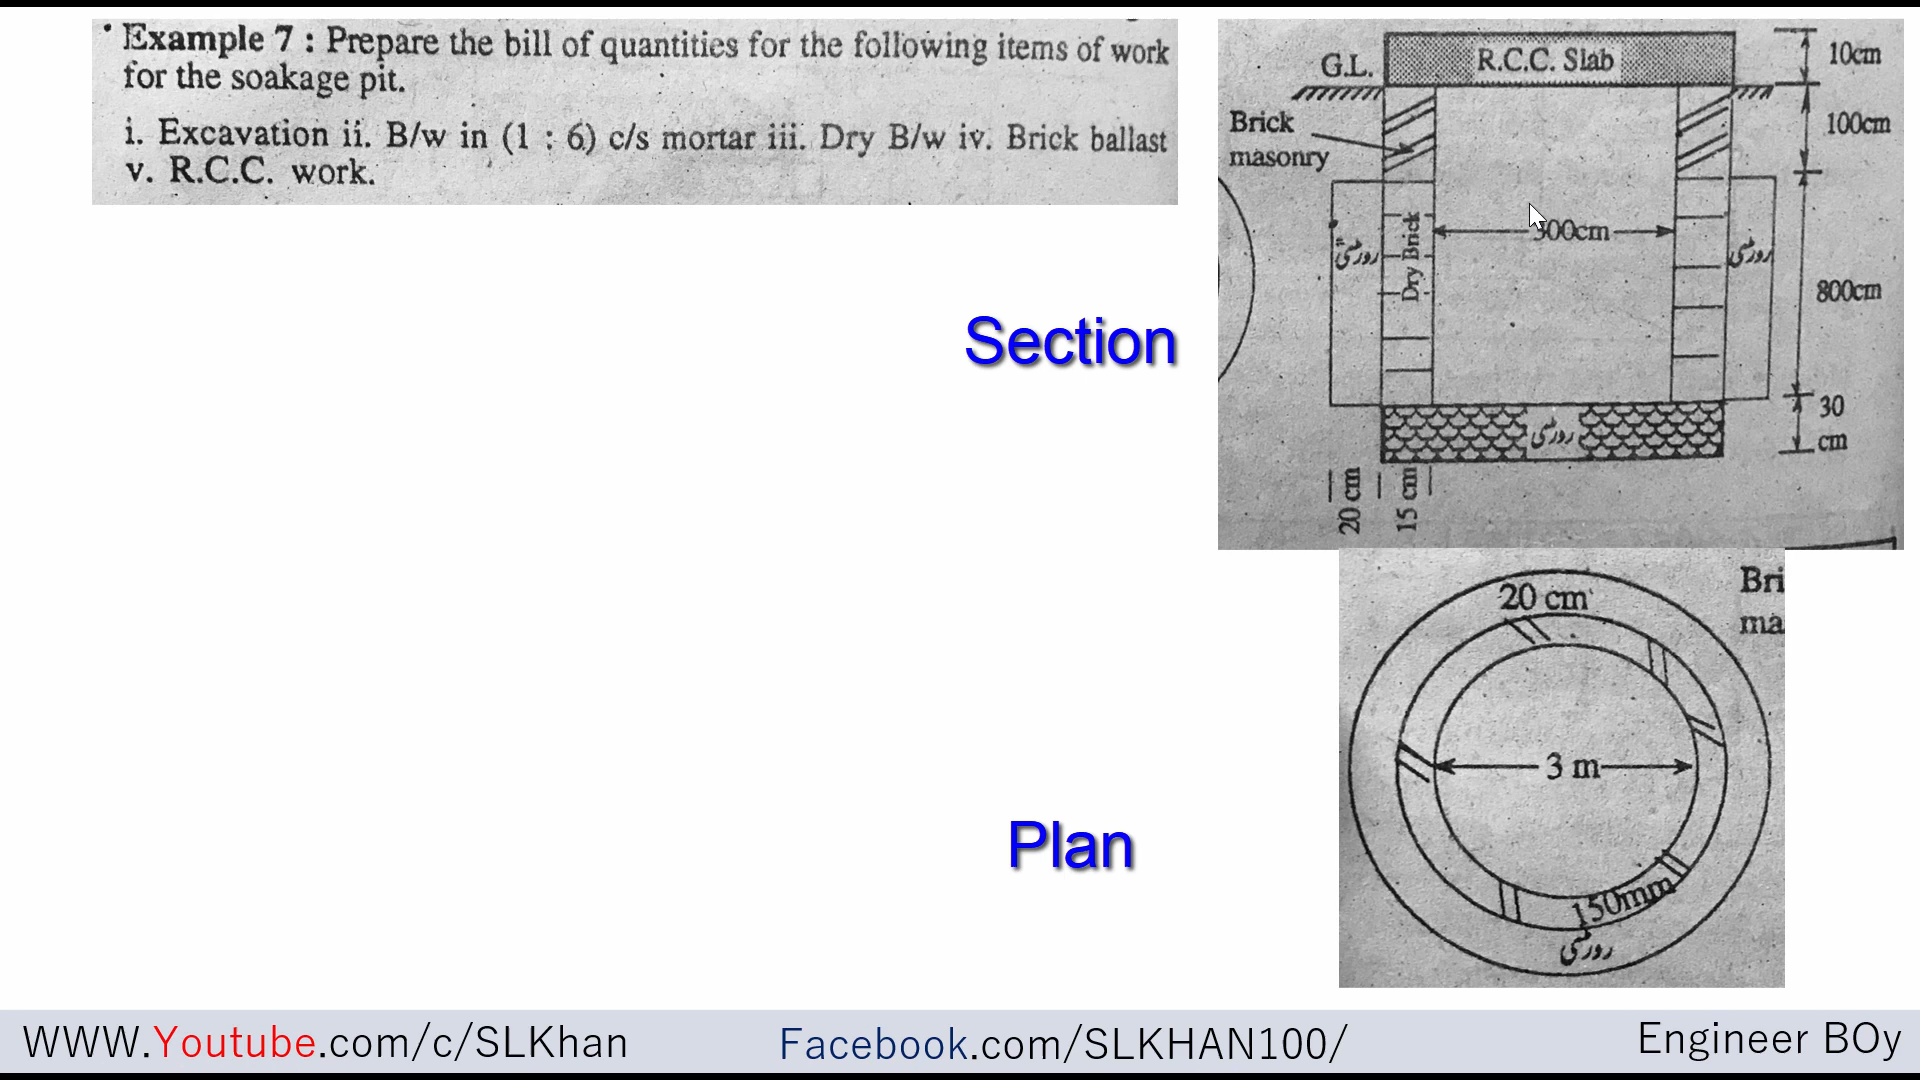 Example 7 : Prepare the bill of quantities for the following items of work
for the soakage pit.
i. Excavation ii. B/w in (1 : 6) c/s mortar iii. Dry B/w iv. Brick ballast
v. R.C.C. work.
R.C.C. Slab
10cm
G.L.
Brick
masonry
100cm
300cm
روڑی
Dry Brick
روڑی
800cm
روڑی
30
cm
20 cm
15 cm
Section
Bri
ma
20 cm
3 m
150mm
روڑی
Plan
WWW.Youtube.com/c/SLKhan
Facebook.com/SLKHAN100/
Engineer BOy